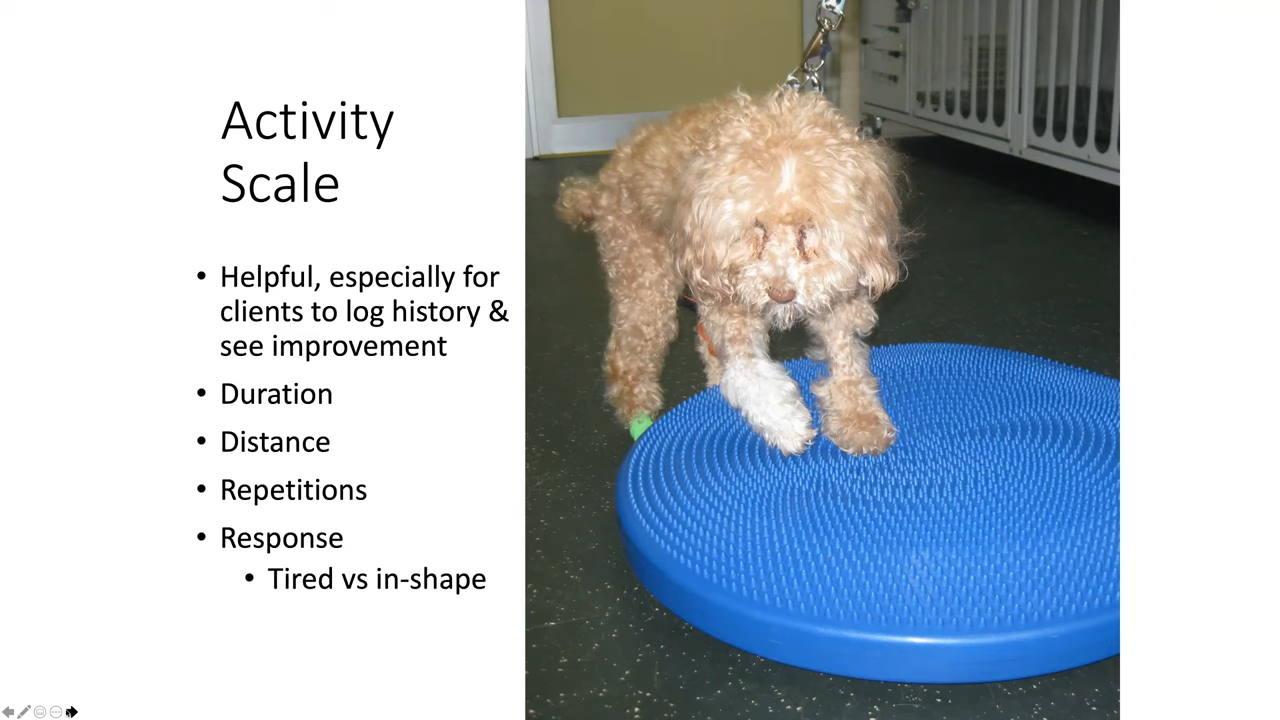 Activity
Scale
• Helpful, especially for
clients to log history &
see improvement
• Duration
• Distance
• Repetitions
• Response
• Tired vs in-shape